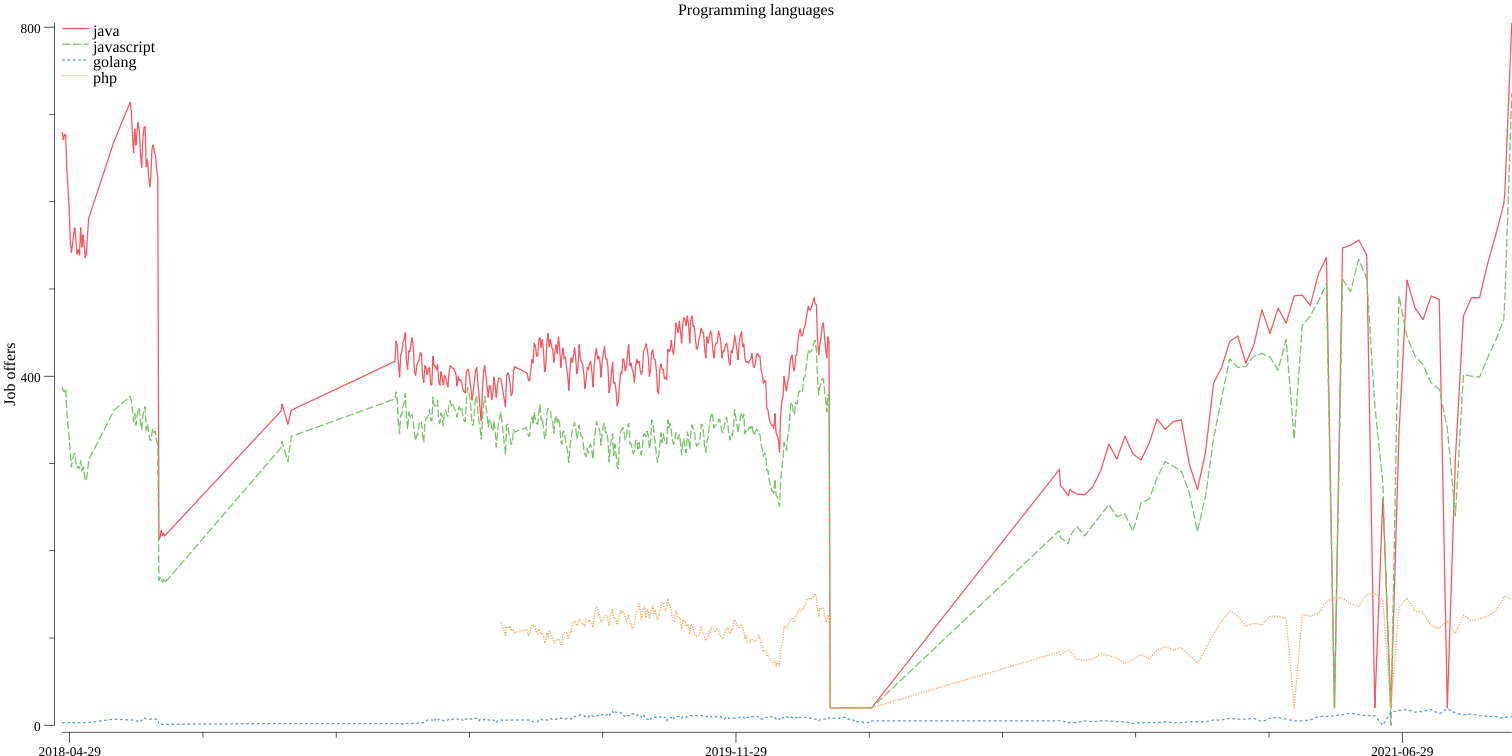 Programming languages
800
java
javascript
golang
php
Job offers
400
0
2018-04-29
2019-11-29
2021-06-29